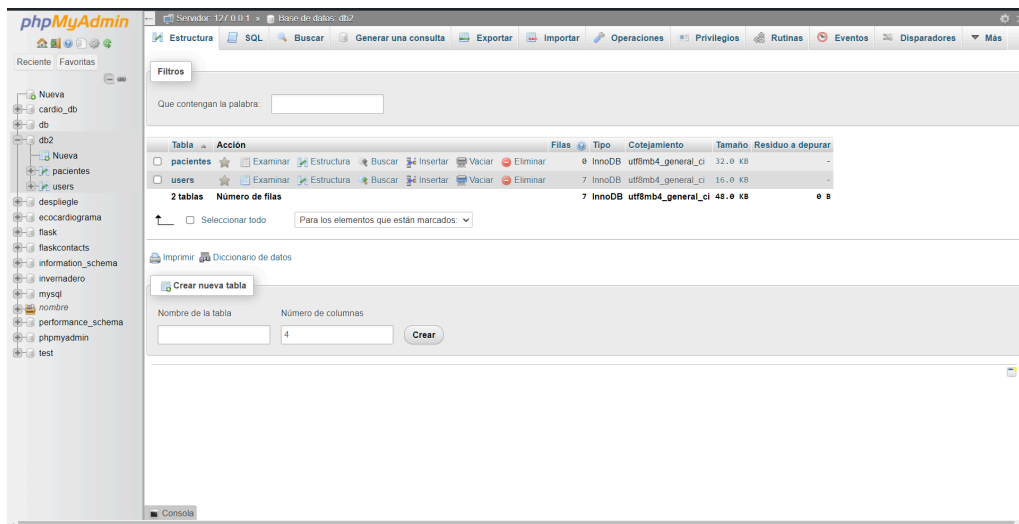 phpMyAdmin
Reciente Favoritas
Nueva
cardio_db
db
db2
Nueva
pacientes
users
despliegle
ecocardiograma
flask
flaskcontacts
information_schema
invernadero
mysql
nombre
performance_schema
phpmyadmin
test
Servidor: 127.0.0.1 » Base de datos: db2
Estructura SQL Buscar Generar una consulta Exportar Importar Operaciones Privilegios Rutinas Eventos Disparadores Más
Filtros
Que contengan la palabra:
Tabla Acción Filas Tipo Cotejamiento Tamaño Residuo a depurar
pacientes Examinar Estructura Buscar Insertar Vaciar Eliminar 0 InnoDB utf8mb4_general_ci 32.0 KB -
users Examinar Estructura Buscar Insertar Vaciar Eliminar 7 InnoDB utf8mb4_general_ci 16.0 KB -
2 tablas Número de filas 7 InnoDB utf8mb4_general_ci 48.0 KB 0 B
Seleccionar todo Para los elementos que están marcados:
Imprimir Diccionario de datos
Crear nueva tabla
Nombre de la tabla Número de columnas
4 Crear
Consola